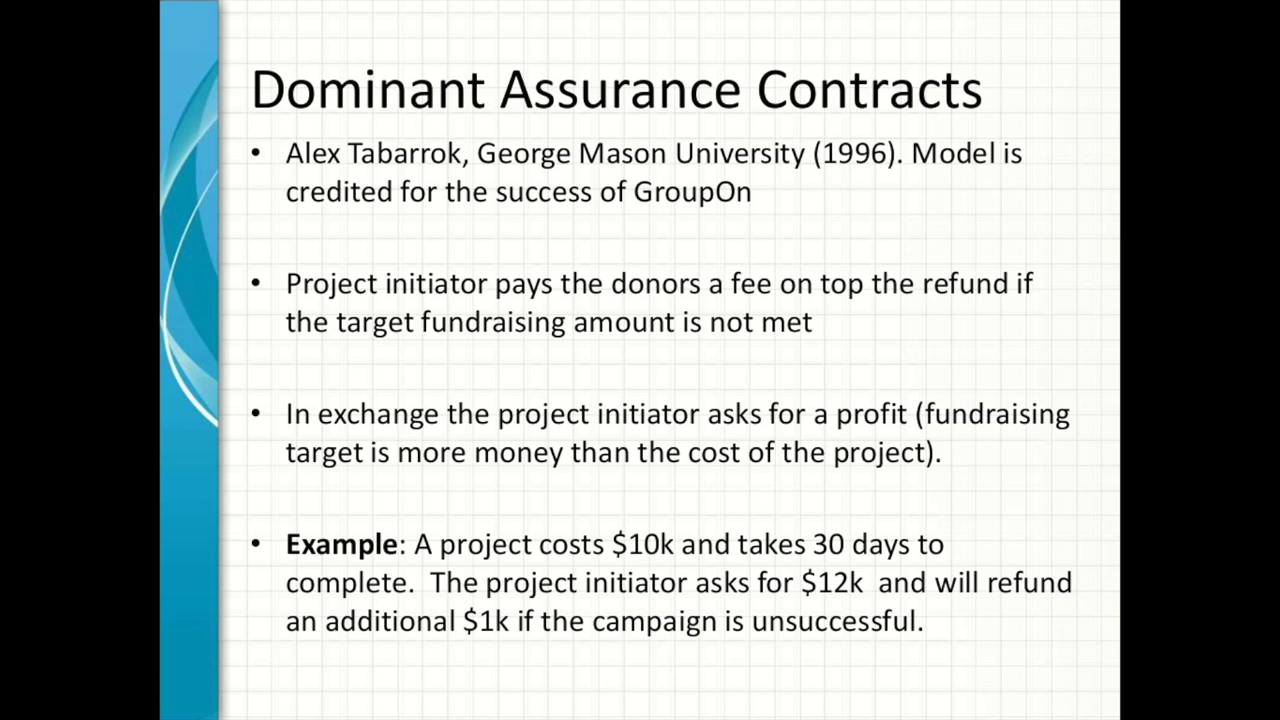 Dominant Assurance Contracts
• Alex Tabarrok, George Mason University (1996). Model is
credited for the success of GroupOn
• Project initiator pays the donors a fee on top the refund if
the target fundraising amount is not met
• In exchange the project initiator asks for a profit (fundraising
target is more money than the cost of the project).
• Example: A project costs $10k and takes 30 days to
complete.  The project initiator asks for $12k  and will refund
an additional $1k if the campaign is unsuccessful.